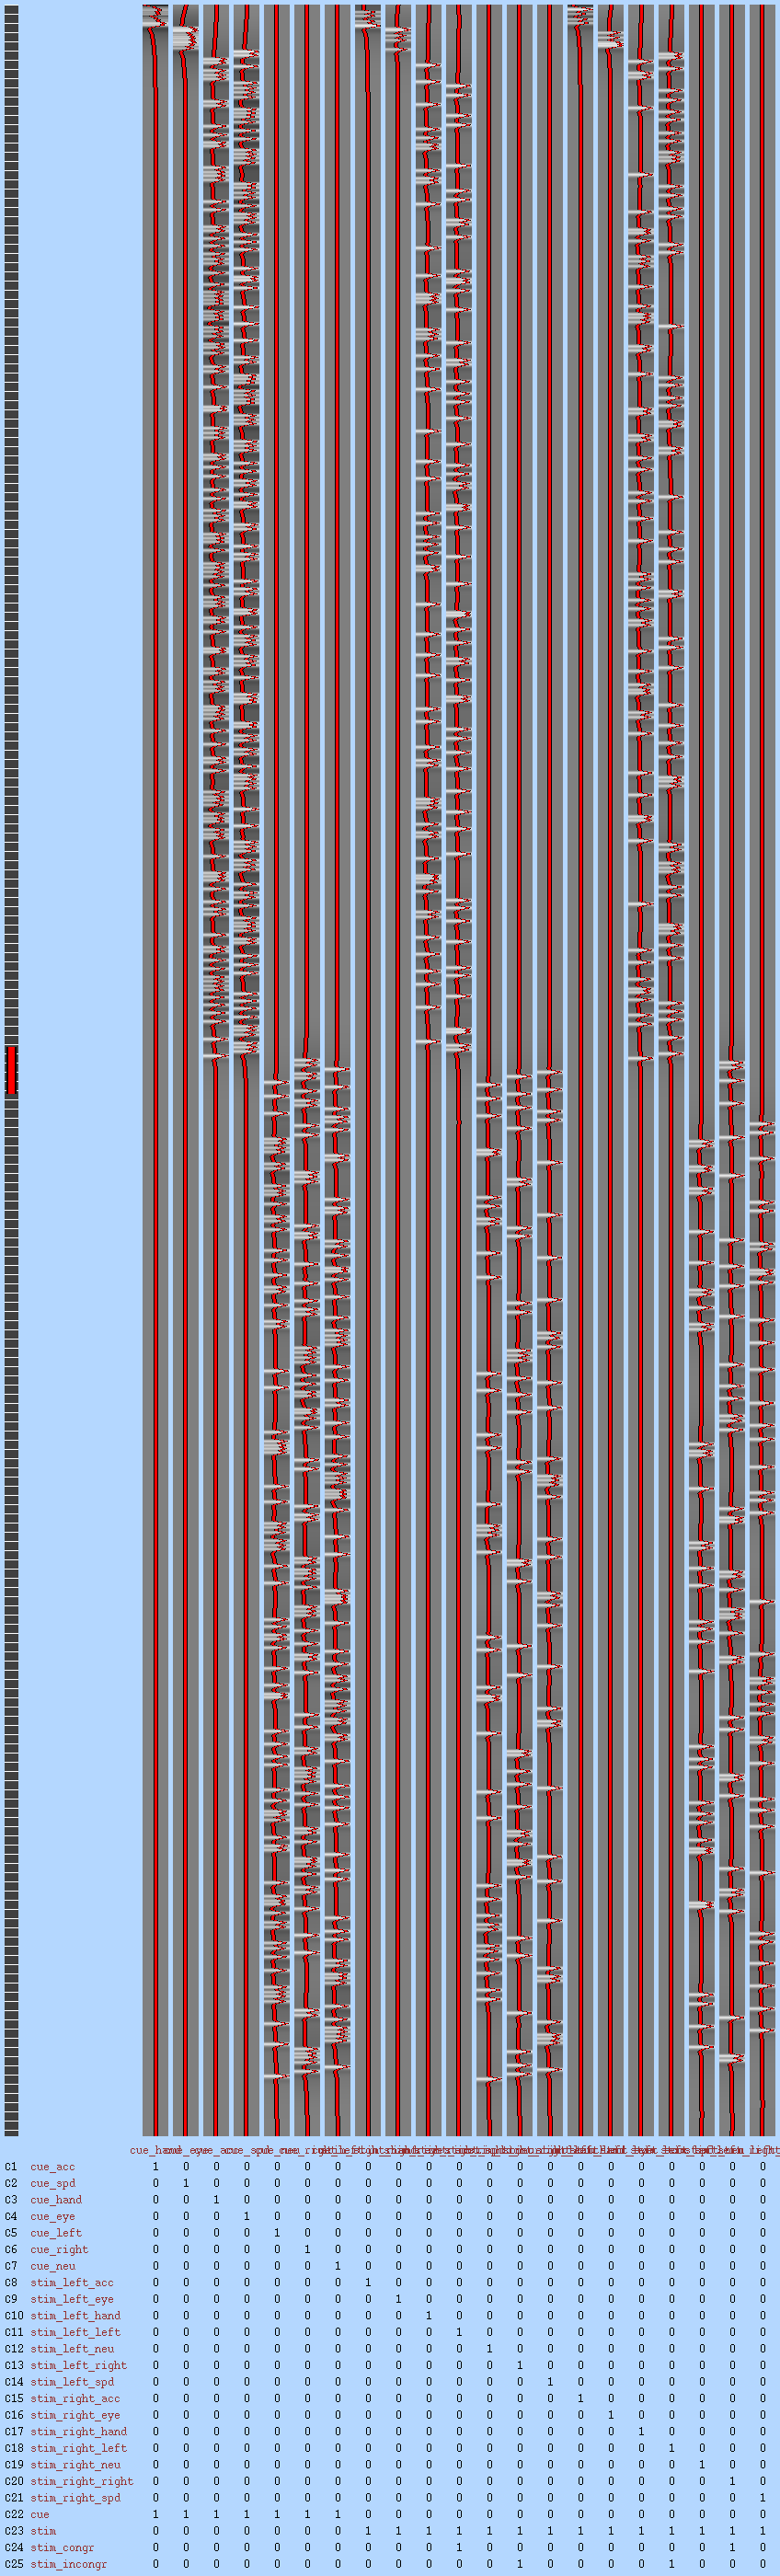 cue_hand
C1 cue_acc 1 0 0 0 0 0 0 0 0 0 0 0 0 0 0 0 0 0 0 0 0
C2 cue_spd 0 1 0 0 0 0 0 0 0 0 0 0 0 0 0 0 0 0 0 0 0
C3 cue_hand 0 0 1 0 0 0 0 0 0 0 0 0 0 0 0 0 0 0 0 0 0
C4 cue_eye 0 0 0 1 0 0 0 0 0 0 0 0 0 0 0 0 0 0 0 0 0
C5 cue_left 0 0 0 0 1 0 0 0 0 0 0 0 0 0 0 0 0 0 0 0 0
C6 cue_right 0 0 0 0 0 1 0 0 0 0 0 0 0 0 0 0 0 0 0 0 0
C7 cue_neu 0 0 0 0 0 0 1 0 0 0 0 0 0 0 0 0 0 0 0 0 0
C8 stim_left_acc 0 0 0 0 0 0 0 1 0 0 0 0 0 0 0 0 0 0 0 0 0
C9 stim_left_eye 0 0 0 0 0 0 0 0 1 0 0 0 0 0 0 0 0 0 0 0 0
C10 stim_left_hand 0 0 0 0 0 0 0 0 0 1 0 0 0 0 0 0 0 0 0 0 0
C11 stim_left_left 0 0 0 0 0 0 0 0 0 0 1 0 0 0 0 0 0 0 0 0 0
C12 stim_left_neu 0 0 0 0 0 0 0 0 0 0 0 1 0 0 0 0 0 0 0 0 0
C13 stim_left_right 0 0 0 0 0 0 0 0 0 0 0 0 1 0 0 0 0 0 0 0 0
C14 stim_left_spd 0 0 0 0 0 0 0 0 0 0 0 0 0 1 0 0 0 0 0 0 0
C15 stim_right_acc 0 0 0 0 0 0 0 0 0 0 0 0 0 0 1 0 0 0 0 0 0
C16 stim_right_eye 0 0 0 0 0 0 0 0 0 0 0 0 0 0 0 1 0 0 0 0 0
C17 stim_right_hand 0 0 0 0 0 0 0 0 0 0 0 0 0 0 0 0 1 0 0 0 0
C18 stim_right_left 0 0 0 0 0 0 0 0 0 0 0 0 0 0 0 0 0 1 0 0 0
C19 stim_right_neu 0 0 0 0 0 0 0 0 0 0 0 0 0 0 0 0 0 0 1 0 0
C20 stim_right_right 0 0 0 0 0 0 0 0 0 0 0 0 0 0 0 0 0 0 0 1 0
C21 stim_right_spd 0 0 0 0 0 0 0 0 0 0 0 0 0 0 0 0 0 0 0 0 1
C22 cue 1 1 1 1 1 1 1 0 0 0 0 0 0 0 0 0 0 0 0 0 0
C23 stim 0 0 0 0 0 0 0 1 1 1 1 1 1 1 1 1 1 1 1 1 1
C24 stim_congr 0 0 0 0 0 0 0 0 0 0 1 0 0 0 0 0 0 0 0 1 0
C25 stim_incongr 0 0 0 0 0 0 0 0 0 0 0 0 1 0 0 0 0 1 0 0 0